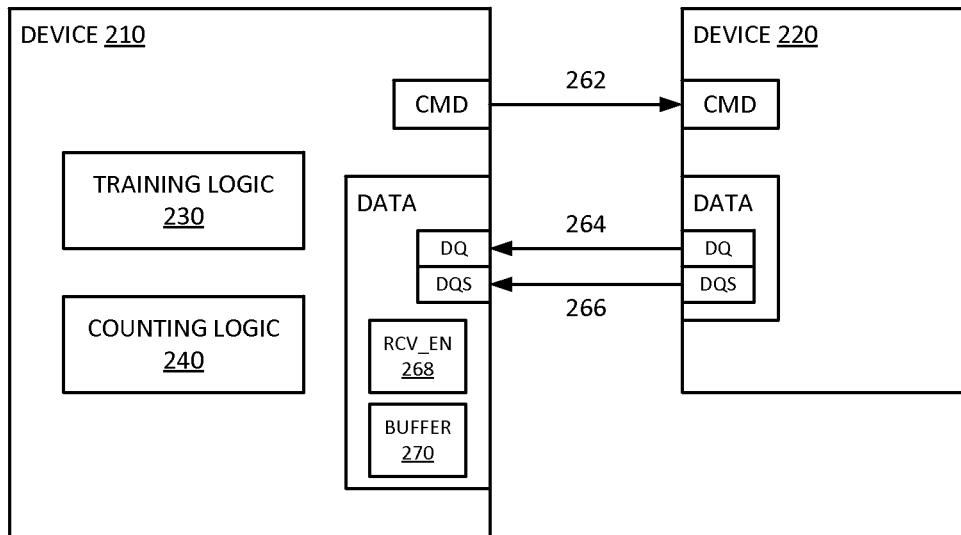 DEVICE 210
CMD
TRAINING LOGIC
230
COUNTING LOGIC
240
DATA
DQ
DQS
RCV_EN
268
BUFFER
270
262
264
266
DEVICE 220
CMD
DATA
DQ
DQS